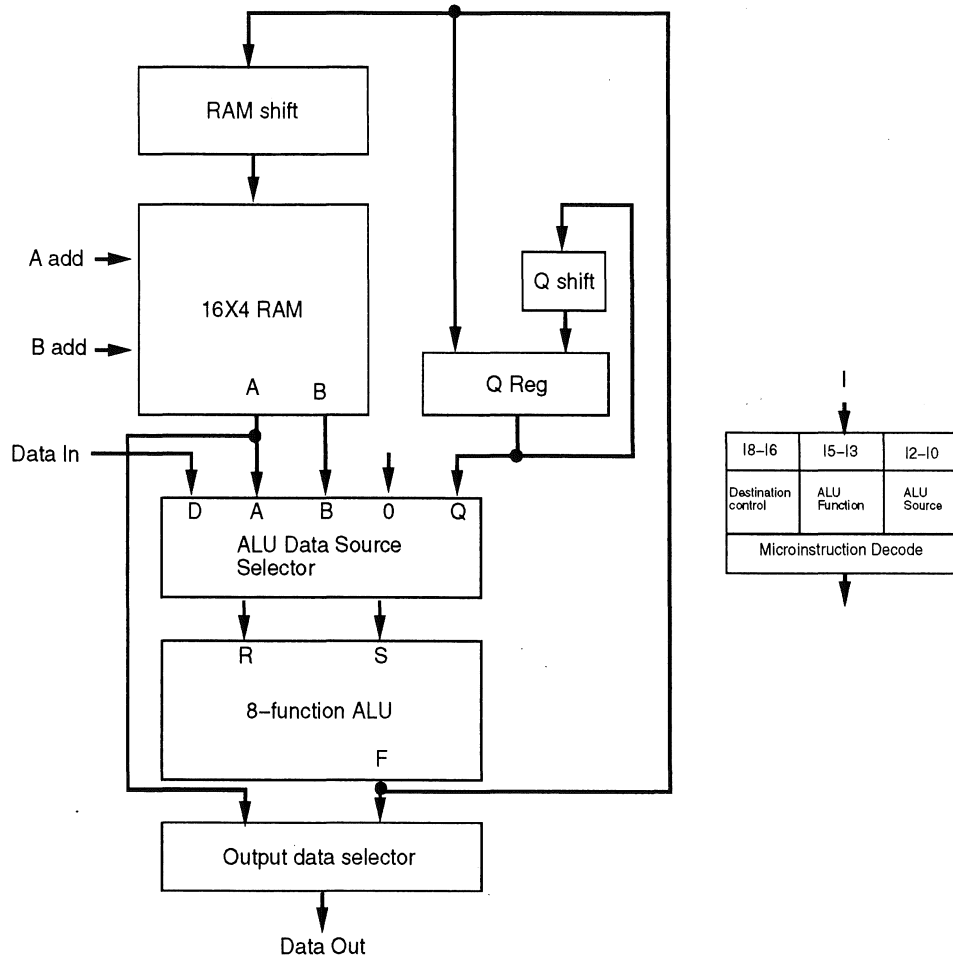 RAM shift
A add
16X4 RAM
Q shift
B add
A
B
Q Reg
Data In
D A B 0 Q
ALU Data Source
Selector
R S
8–function ALU
F
Output data selector
Data Out
I
I8–I6 I5–I3 I2–I0
Destination
control
ALU
Function
ALU
Source
Microinstruction Decode